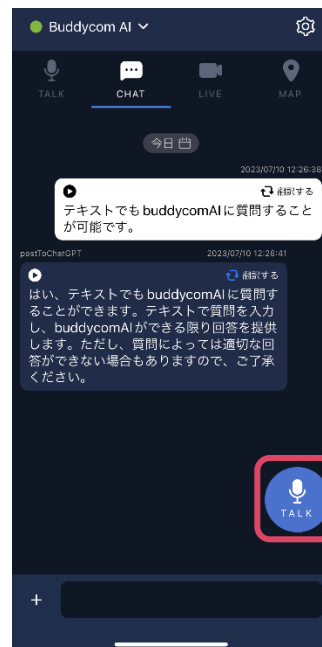 Buddycom AI
TALK
CHAT
LIVE
MAP
今日
2023/07/10 12:26:38
翻訳する
テキストでもbuddycomAIに質問すること
が可能です。
postToChatGPT
2023/07/10 12:26:41
翻訳する
はい、テキストでもbuddycomAIに質問す
ることができます。テキストで質問を入力
し、buddycomAIができる限り回答を提供
します。ただし、質問によっては適切な回
答ができない場合もありますので、ご了承
ください。
TALK
+